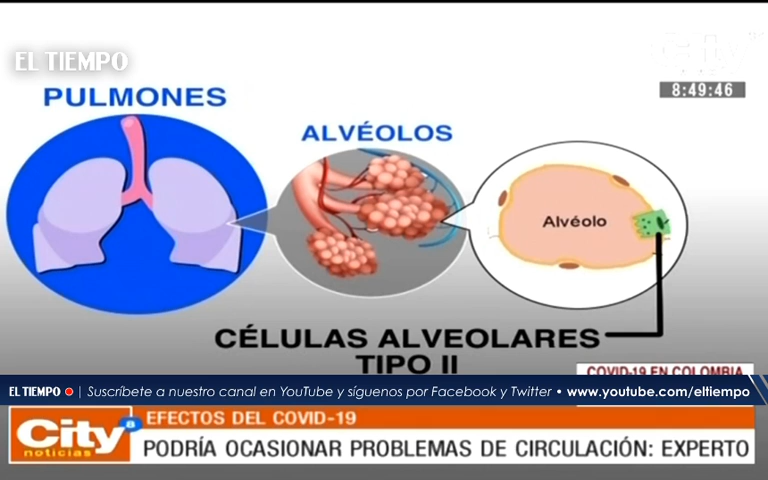 EL TIEMPO
City
8:49:46
PULMONES
ALVÉOLOS
Alvéolo
CÉLULAS ALVEOLARES
TIPO II
COVID-19 EN COLOMBIA
EL TIEMPO • | Suscríbete a nuestro canal en YouTube y síguenos por Facebook y Twitter • www.youtube.com/eltiempo
City 8
noticias
EFECTOS DEL COVID-19
PODRÍA OCASIONAR PROBLEMAS DE CIRCULACIÓN: EXPERTO